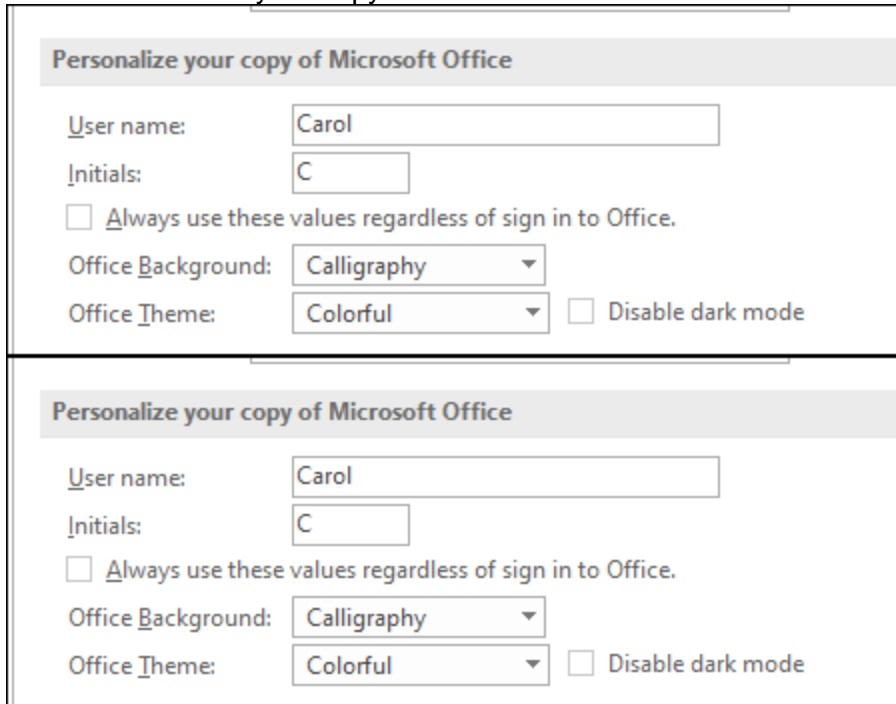 Personalize your copy of Microsoft Office
User name: Carol
Initials: C
Always use these values regardless of sign in to Office.
Office Background: Calligraphy
Office Theme: Colorful Disable dark mode
Personalize your copy of Microsoft Office
User name: Carol
Initials: C
Always use these values regardless of sign in to Office.
Office Background: Calligraphy
Office Theme: Colorful Disable dark mode